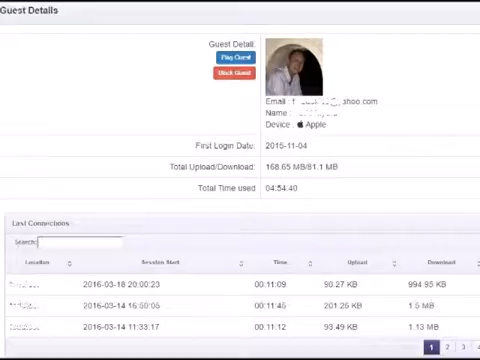 Guest Details
Guest Detail:
Block Guest
Email :
Name :
Device : Apple
First Login Date: 2015-11-04
Total Upload/Download: 168.65 MB/81.1 MB
Total Time used 04:54:40
Last Connections
Search:
Location Session Start Time Upload Download
2016-03-18 20:00:23 00:11:09 90.27 KB 994.95 KB
2016-03-14 16:50:05 00:11:45 201.25 KB 1.5 MB
2016-03-14 11:33:17 00:11:12 93.49 KB 1.13 MB
1 2 3